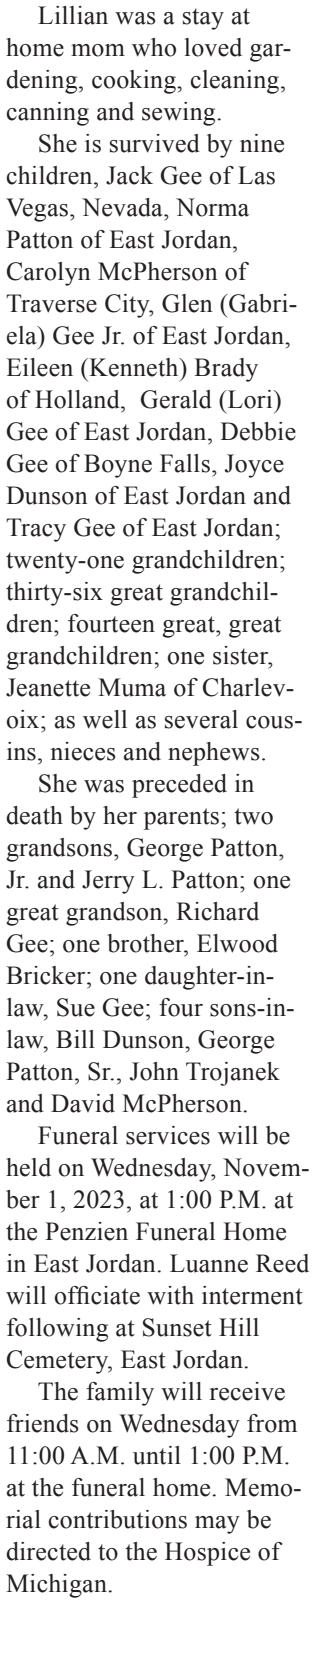 Lillian was a stay at
home mom who loved gar-
dening, cooking, cleaning,
canning and sewing.
She is survived by nine
children, Jack Gee of Las
Vegas, Nevada, Norma
Patton of East Jordan,
Carolyn McPherson of
Traverse City, Glen (Gabri-
ela) Gee Jr. of East Jordan,
Eileen (Kenneth) Brady
of Holland,  Gerald (Lori)
Gee of East Jordan, Debbie
Gee of Boyne Falls, Joyce
Dunson of East Jordan and
Tracy Gee of East Jordan;
twenty-one grandchildren;
thirty-six great grandchil-
dren; fourteen great, great
grandchildren; one sister,
Jeanette Muma of Charlev-
oix; as well as several cous-
ins, nieces and nephews.
She was preceded in
death by her parents; two
grandsons, George Patton,
Jr. and Jerry L. Patton; one
great grandson, Richard
Gee; one brother, Elwood
Bricker; one daughter-in-
law, Sue Gee; four sons-in-
law, Bill Dunson, George
Patton, Sr., John Trojanek
and David McPherson.
Funeral services will be
held on Wednesday, Novem-
ber 1, 2023, at 1:00 P.M. at
the Penzien Funeral Home
in East Jordan. Luanne Reed
will officiate with interment
following at Sunset Hill
Cemetery, East Jordan.
The family will receive
friends on Wednesday from
11:00 A.M. until 1:00 P.M.
at the funeral home. Memo-
rial contributions may be
directed to the Hospice of
Michigan.